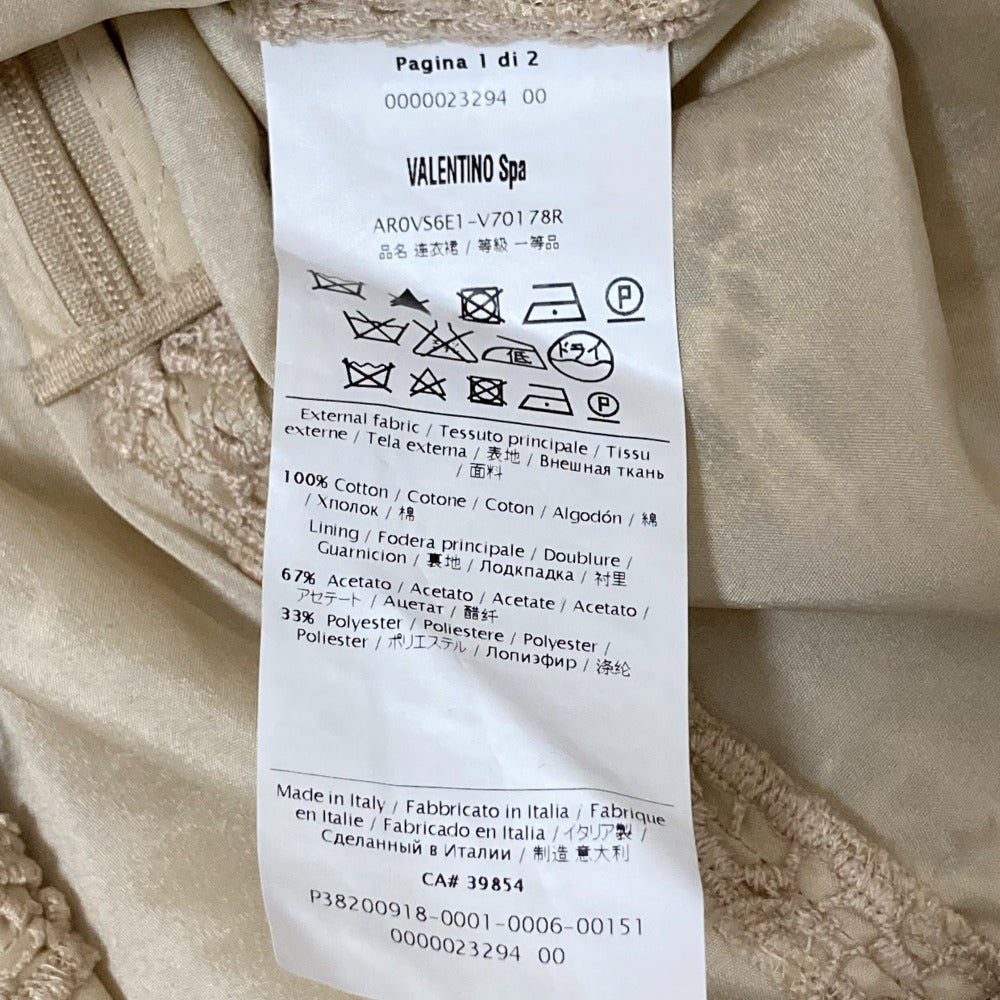 Pagina 1 di 2
0000023294 00
VALENTINO Spa
AR0VS6E1-V70178R
品名 連衣裙 / 等級 一等品
P
低 ドライ
P
External fabric / Tessuto principale / Tissu
externe / Tela externa / 表地 / Внешная ткань
/ 面料
100% Cotton / Cotone / Coton / Algodón / 綿
/ Хлопок / 棉
Lining / Fodera principale / Doublure /
Guarnicion / 裏地 / Лодкпадка / 衬里
67% Acetato / Acetato / Acetate / Acetato /
アセテート / Ацетат / 醋纤
33% Polyester / Poliestere / Polyester /
Poliester / ポリエステル / Лопиэфир / 涤纶
Made in Italy / Fabbricato in Italia / Fabrique
en Italie / Fabricado en Italia / イタリア製 /
Сделанный в Италии / 制造 意大利
CA# 39854
P38200918-0001-0006-00151
0000023294 00